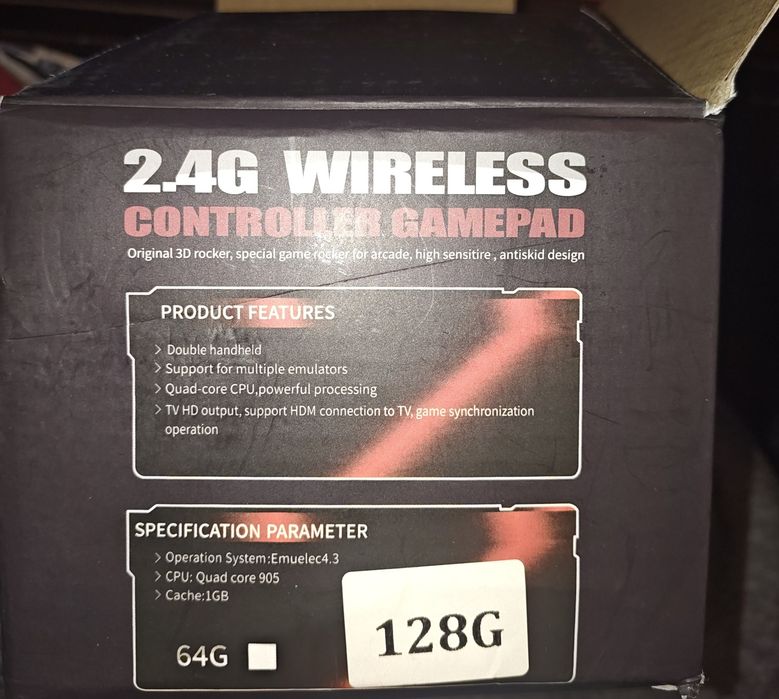 2.4G WIRELESS
CONTROLLER GAMEPAD
Original 3D rocker, special game rocker for arcade, high sensitire , antiskid design
PRODUCT FEATURES
> Double handheld
> Support for multiple emulators
> Quad-core CPU,powerful processing
> TV HD output, support HDM connection to TV, game synchronization
operation
SPECIFICATION PARAMETER
> Operation System:Emuelec4.3
> CPU: Quad core 905
> Cache:1GB
64G
128G